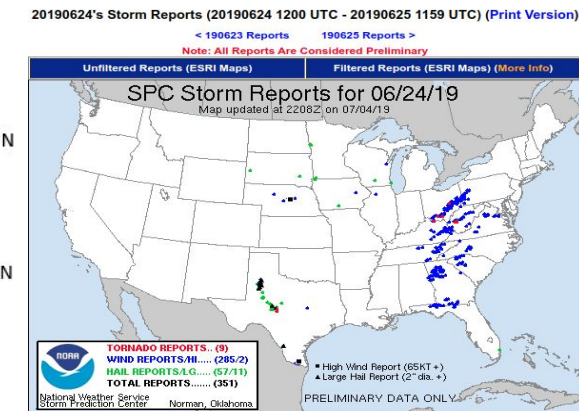 20190624's Storm Reports (20190624 1200 UTC - 20190625 1159 UTC) (Print Version)
< 190623 Reports 190625 Reports >
Note: All Reports Are Considered Preliminary
Unfiltered Reports (ESRI Maps) Filtered Reports (ESRI Maps) (More Info)
SPC Storm Reports for 06/24/19
Map updated at 2208Z on 07/04/19
N
N
NOAA
TORNADO REPORTS.. (9)
WIND REPORTS/HI..... (285/2)
HAIL REPORTS/LG..... (57/11)
TOTAL REPORTS....... (351)
National Weather Service
Storm Prediction Center Norman, Oklahoma
High Wind Report (65KT +)
Large Hail Report (2" dia. +)
PRELIMINARY DATA ONLY